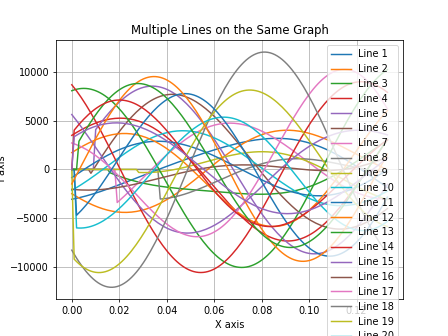 Multiple Lines on the Same Graph
10000
5000
0
−5000
−10000
0.00 0.02 0.04 0.06 0.08 0.10
X axis
axis
Line 1
Line 2
Line 3
Line 4
Line 5
Line 6
Line 7
Line 8
Line 9
Line 10
Line 11
Line 12
Line 13
Line 14
Line 15
Line 16
Line 17
Line 18
Line 19
Line 20